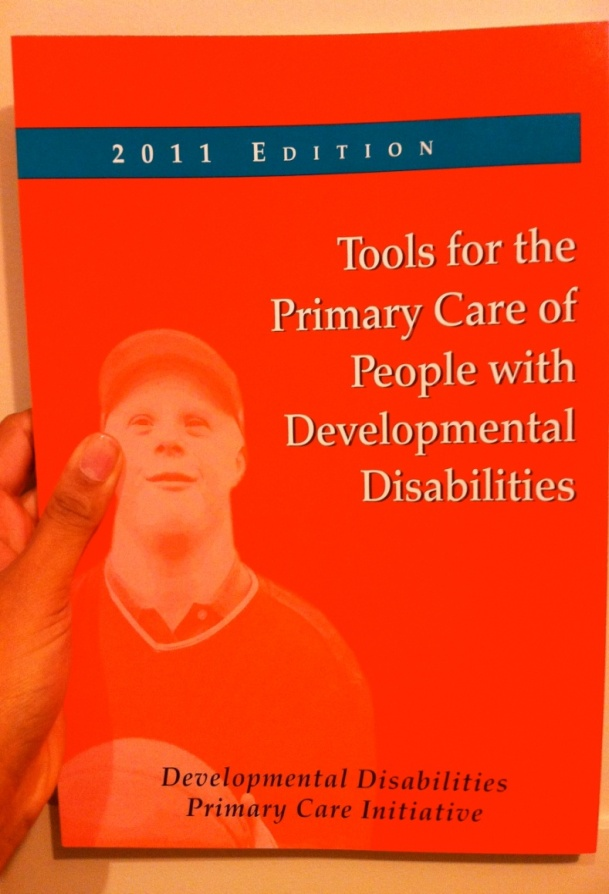 2011 EDITION
Tools for the
Primary Care of
People with
Developmental
Disabilities
Developmental Disabilities
Primary Care Initiative